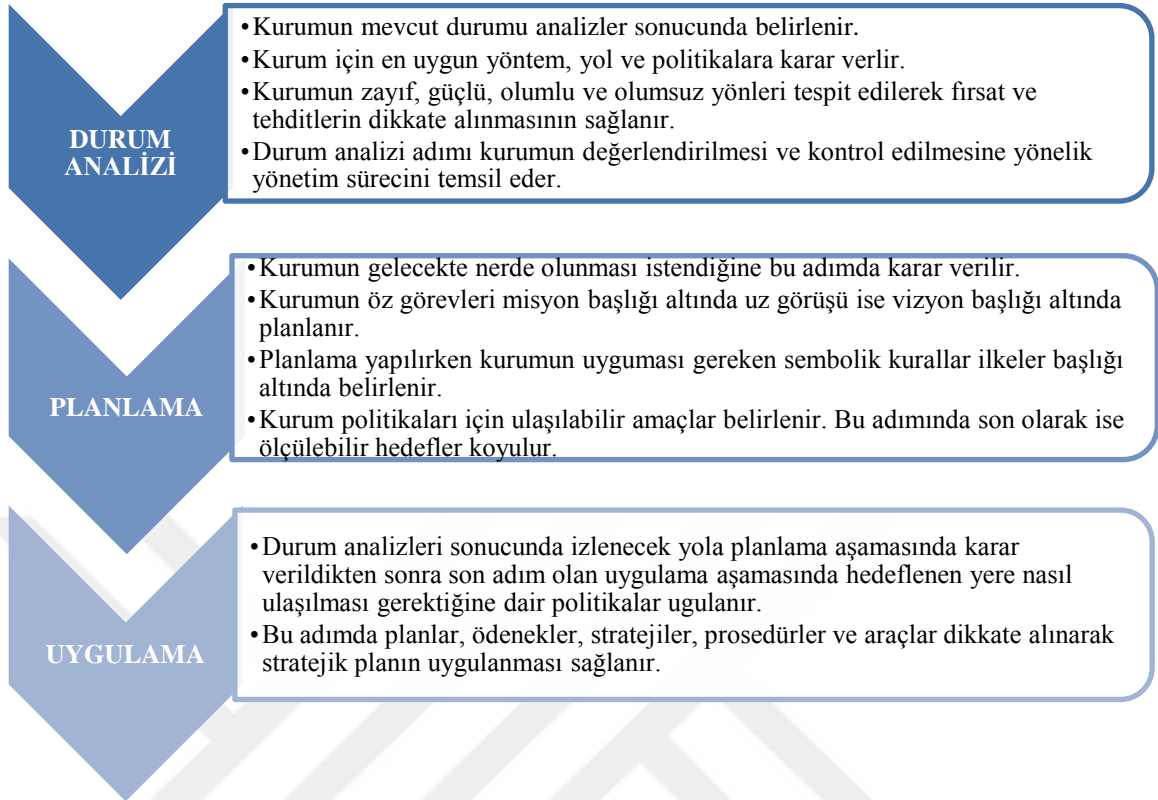 DURUM
ANALİZİ
•Kurumun mevcut durumu analizler sonucunda belirlenir.
•Kurum için en uygun yöntem, yol ve politikalara karar verlir.
•Kurumun zayıf, güçlü, olumlu ve olumsuz yönleri tespit edilerek fırsat ve
tehditlerin dikkate alınmasının sağlanır.
•Durum analizi adımı kurumun değerlendirilmesi ve kontrol edilmesine yönelik
yönetim sürecini temsil eder.
PLANLAMA
•Kurumun gelecekte nerde olunması istendiğine bu adımda karar verilir.
•Kurumun öz görevleri misyon başlığı altında uz görüşü ise vizyon başlığı altında
planlanır.
•Planlama yapılırken kurumun uyguması gereken sembolik kurallar ilkeler başlığı
altında belirlenir.
•Kurum politikaları için ulaşılabilir amaçlar belirlenir. Bu adımında son olarak ise
ölçülebilir hedefler koyulur.
UYGULAMA
•Durum analizleri sonucunda izlenecek yola planlama aşamasında karar
verildikten sonra son adım olan uygulama aşamasında hedeflenen yere nasıl
ulaşılması gerektiğine dair politikalar ugulanır.
•Bu adımda planlar, ödenekler, stratejiler, prosedürler ve araçlar dikkate alınarak
stratejik planın uygulanması sağlanır.